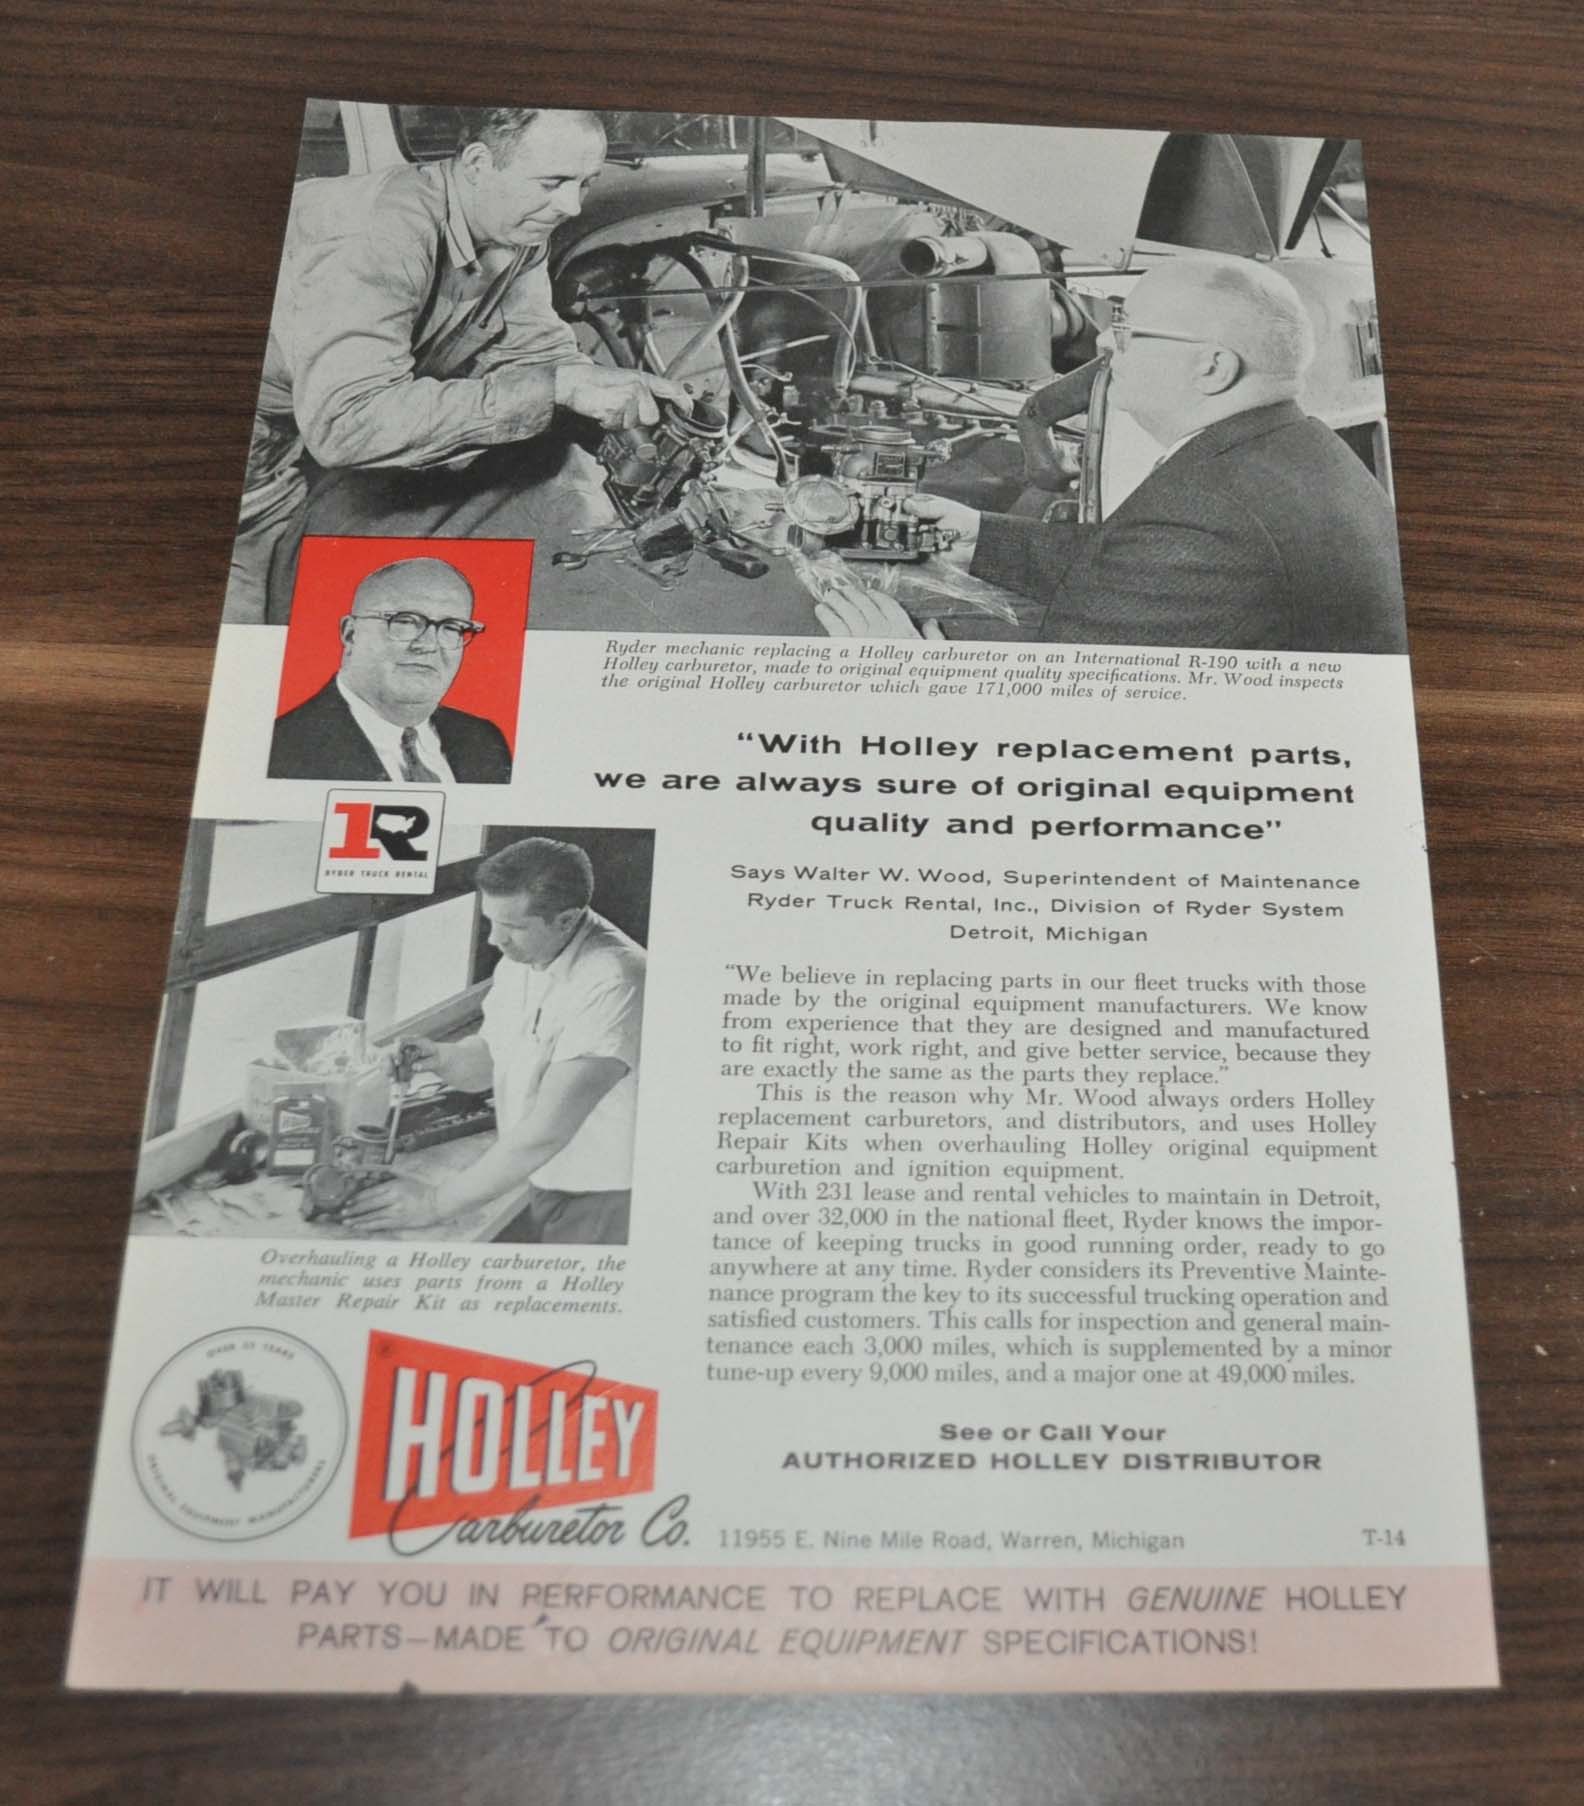 Ryder mechanic replacing a Holley carburetor on an International R-190 with a new
Holley carburetor, made to original equipment quality specifications. Mr. Wood inspects
the original Holley carburetor which gave 171,000 miles of service.
"With Holley replacement parts,
we are always sure of original equipment
quality and performance"
Says Walter W. Wood, Superintendent of Maintenance
Ryder Truck Rental, Inc., Division of Ryder System
Detroit, Michigan
R
RYDER TRUCK RENTAL
"We believe in replacing parts in our fleet trucks with those
made by the original equipment manufacturers. We know
from experience that they are designed and manufactured
to fit right, work right, and give better service, because they
are exactly the same as the parts they replace."
This is the reason why Mr. Wood always orders Holley
replacement carburetors, and distributors, and uses Holley
Repair Kits when overhauling Holley original equipment
carburetion and ignition equipment.
With 231 lease and rental vehicles to maintain in Detroit,
and over 32,000 in the national fleet, Ryder knows the impor-
tance of keeping trucks in good running order, ready to go
anywhere at any time. Ryder considers its Preventive Mainte-
nance program the key to its successful trucking operation and
satisfied customers. This calls for inspection and general main-
tenance each 3,000 miles, which is supplemented by a minor
tune-up every 9,000 miles, and a major one at 49,000 miles.
HOLLEY
Overhauling a Holley carburetor, the
mechanic uses parts from a Holley
Master Repair Kit as replacements.
OVER YEARS
ORIGINAL EQUIPMENT MANUFACTURERS
HOLLEY
Carburetor Co.
See or Call Your
AUTHORIZED HOLLEY DISTRIBUTOR
11955 E. Nine Mile Road, Warren, Michigan
T-14
IT WILL PAY YOU IN PERFORMANCE TO REPLACE WITH GENUINE HOLLEY
PARTS—MADE TO ORIGINAL EQUIPMENT SPECIFICATIONS!